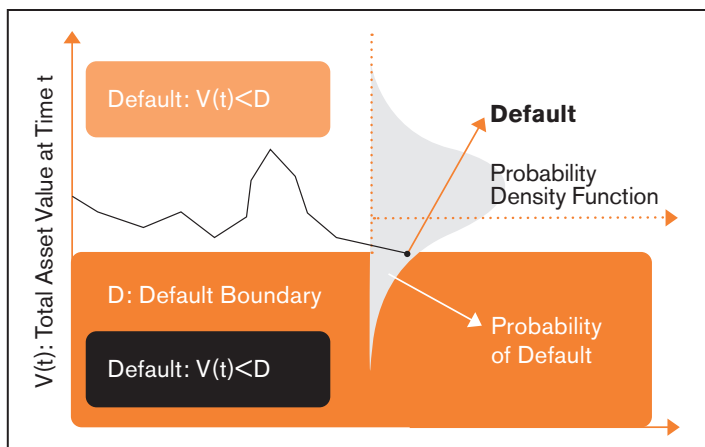 V(t): Total Asset Value at Time t
Default: V(t)<D
Default
Probability
Density Function
D: Default Boundary
Default: V(t)<D
Probability
of Default